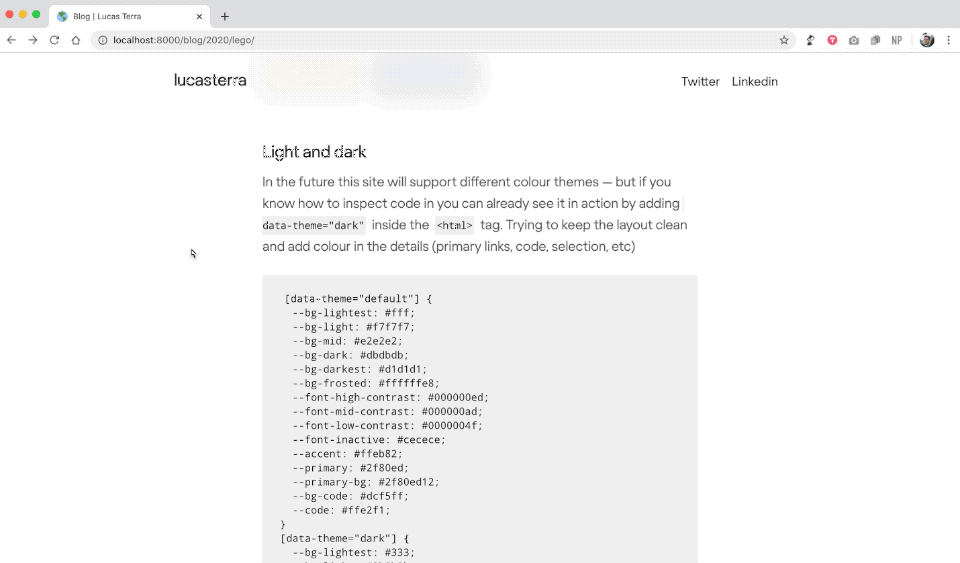 Blog | Lucas Terra
localhost:8000/blog/2020/lego/
NP
lucasterra
Twitter Linkedin
Light and dark
In the future this site will support different colour themes — but if you
know how to inspect code in you can already see it in action by adding
data-theme="dark" inside the <html> tag. Trying to keep the layout clean
and add colour in the details (primary links, code, selection, etc)
[data-theme="default"] {
--bg-lightest: #fff;
--bg-light: #f7f7f7;
--bg-mid: #e2e2e2;
--bg-dark: #dbdbdb;
--bg-darkest: #d1d1d1;
--bg-frosted: #ffffffe8;
--font-high-contrast: #000000ed;
--font-mid-contrast: #000000ad;
--font-low-contrast: #0000004f;
--font-inactive: #cecece;
--accent: #ffeb82;
--primary: #2f80ed;
--primary-bg: #2f80ed12;
--bg-code: #dcf5ff;
--code: #ffe2f1;
}
[data-theme="dark"] {
--bg-lightest: #333;